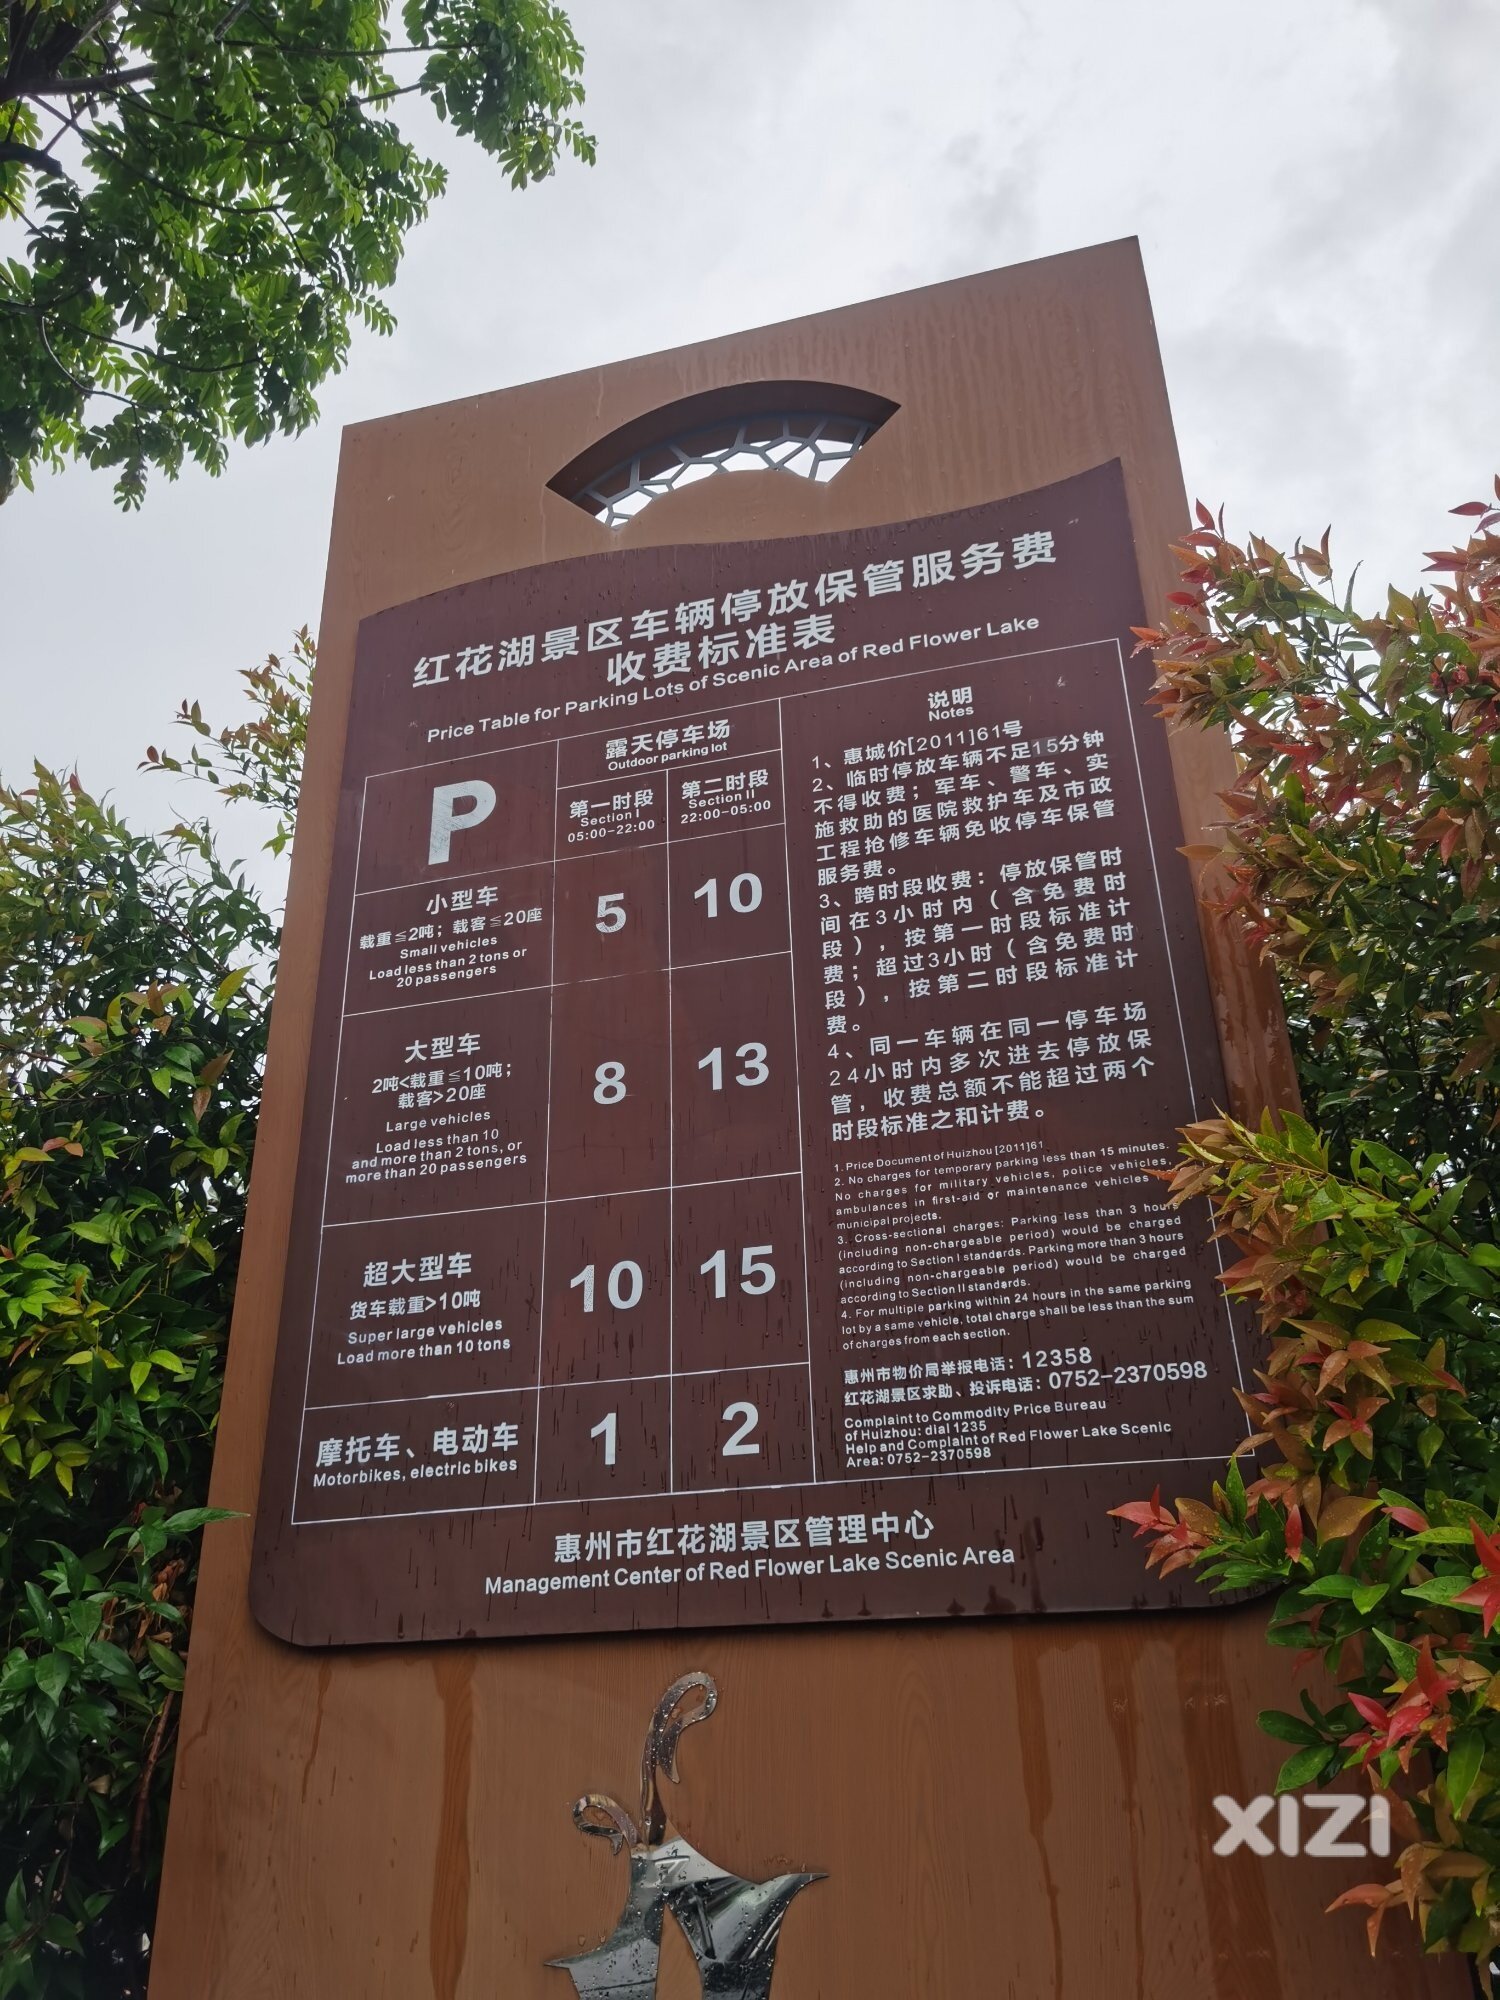 红花湖景区车辆停放保管服务费
收费标准表
Price Table for Parking Lots of Scenic Area of Red Flower Lake
P
露天停车场
Outdoor parking lot
第一时段
Section I
05:00-22:00
第二时段
Section II
22:00-05:00
小型车
载重≦2吨；载客≦20座
Small vehicles
Load less than 2 tons or
20 passengers
5
10
大型车
2吨<载重≦10吨；
载客>20座
Large vehicles
Load less than 10
and more than 2 tons, or
more than 20 passengers
8
13
超大型车
货车载重>10吨
Super large vehicles
Load more than 10 tons
10
15
摩托车、电动车
Motorbikes, electric bikes
1
2
说明
Notes
1、惠城价[2011]61号
2、临时停放车辆不足15分钟
不得收费；军车、警车、实
施救助的医院救护车及市政
工程抢修车辆免收停车保管
服务费。
3、跨时段收费：停放保管时
间在3小时内（含免费时
段），按第一时段标准计
费；超过3小时（含免费时
段），按第二时段标准计
费。
4、同一车辆在同一停车场
24小时内多次进去停放保
管，收费总额不能超过两个
时段标准之和计费。
1. Price Document of Huizhou [2011]61
2. No charges for temporary parking less than 15 minutes.
No charges for military vehicles, police vehicles,
ambulances in first-aid or maintenance vehicles
municipal projects.
3. Cross-sectional charges: Parking less than 3 hours
(including non-chargeable period) would be charged
according to Section I standards. Parking more than 3 hours
(including non-chargeable period) would be charged
according to Section II standards.
4. For multiple parking within 24 hours in the same parking
lot by a same vehicle, total charge shall be less than the sum
of charges from each section.
惠州市物价局举报电话：12358
红花湖景区求助、投诉电话：0752-2370598
Complaint to Commodity Price Bureau
of Huizhou: dial 1235
Help and Complaint of Red Flower Lake Scenic
Area: 0752-2370598
惠州市红花湖景区管理中心
Management Center of Red Flower Lake Scenic Area
XIZI